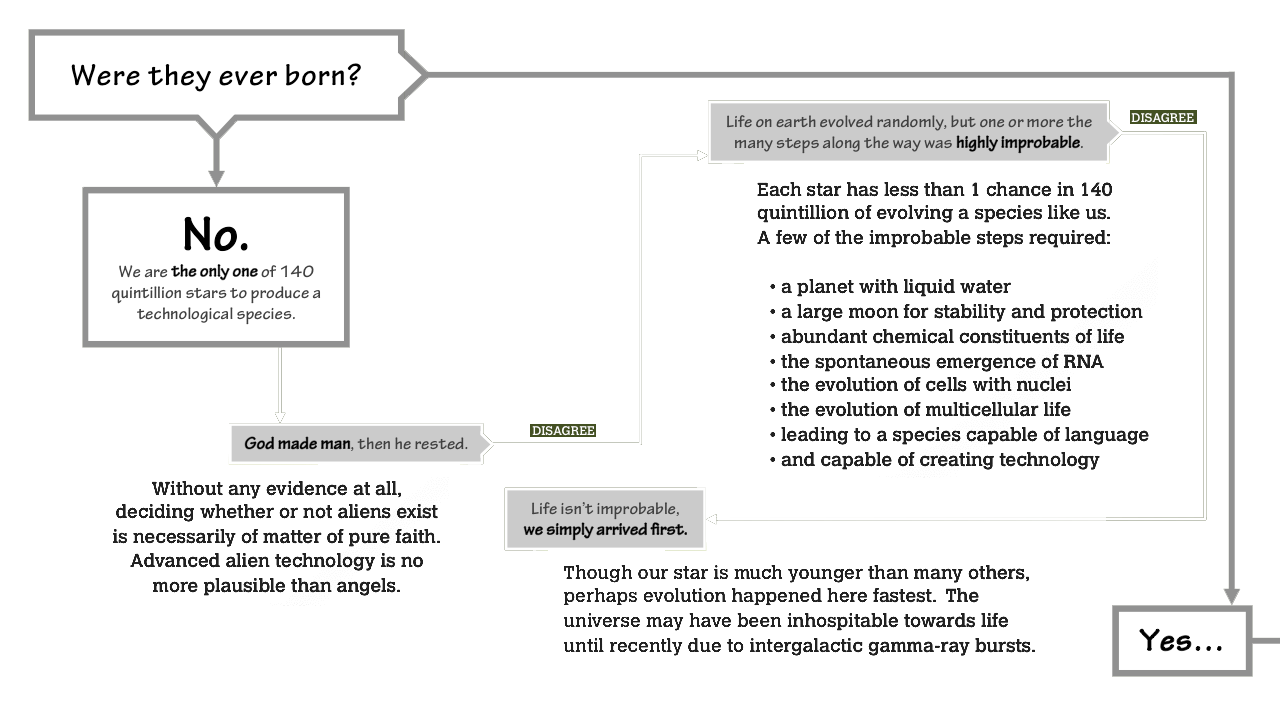 Were they ever born?
No.
We are the only one of 140
quintillion stars to produce a
technological species.
God made man, then he rested.
DISAGREE
Without any evidence at all,
deciding whether or not aliens exist
is necessarily of matter of pure faith.
Advanced alien technology is no
more plausible than angels.
Life on earth evolved randomly, but one or more the
many steps along the way was highly improbable.
DISAGREE
Each star has less than 1 chance in 140
quintillion of evolving a species like us.
A few of the improbable steps required:
• a planet with liquid water
• a large moon for stability and protection
• abundant chemical constituents of life
• the spontaneous emergence of RNA
• the evolution of cells with nuclei
• the evolution of multicellular life
• leading to a species capable of language
• and capable of creating technology
Life isn't improbable,
we simply arrived first.
Though our star is much younger than many others,
perhaps evolution happened here fastest. The
universe may have been inhospitable towards life
until recently due to intergalactic gamma-ray bursts.
Yes...